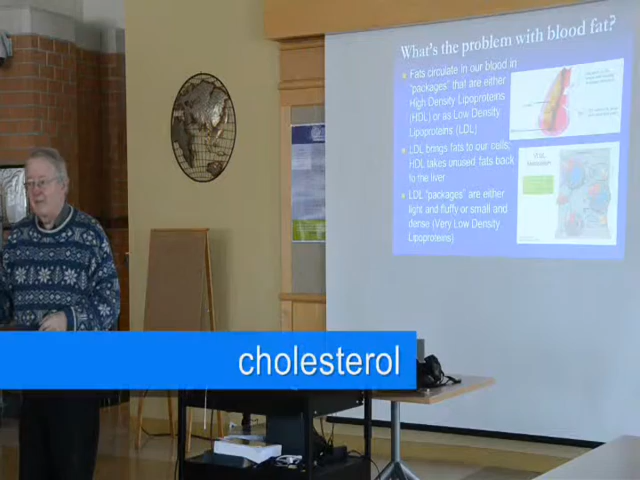 What's the problem with blood fat?
Fats circulate in our blood in
"packages" that are either
High Density Lipoproteins
(HDL) or as Low Density
Lipoproteins (LDL)
LDL brings fats to our cells;
HDL takes unused fats back
to the liver
LDL "packages" are either
light and fluffy or small and
dense (Very Low Density
Lipoproteins)
cholesterol